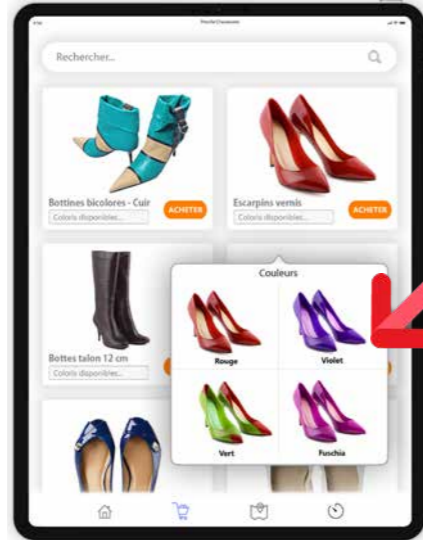 Rechercher...
Bottines bicolores - Cuir
Coloris disponibles...
ACHETER
Escarpins vernis
Coloris disponibles...
ACHETER
Couleurs
Rouge
Violet
Bottes talon 12 cm
Coloris disponibles...
Vert
Fuschia